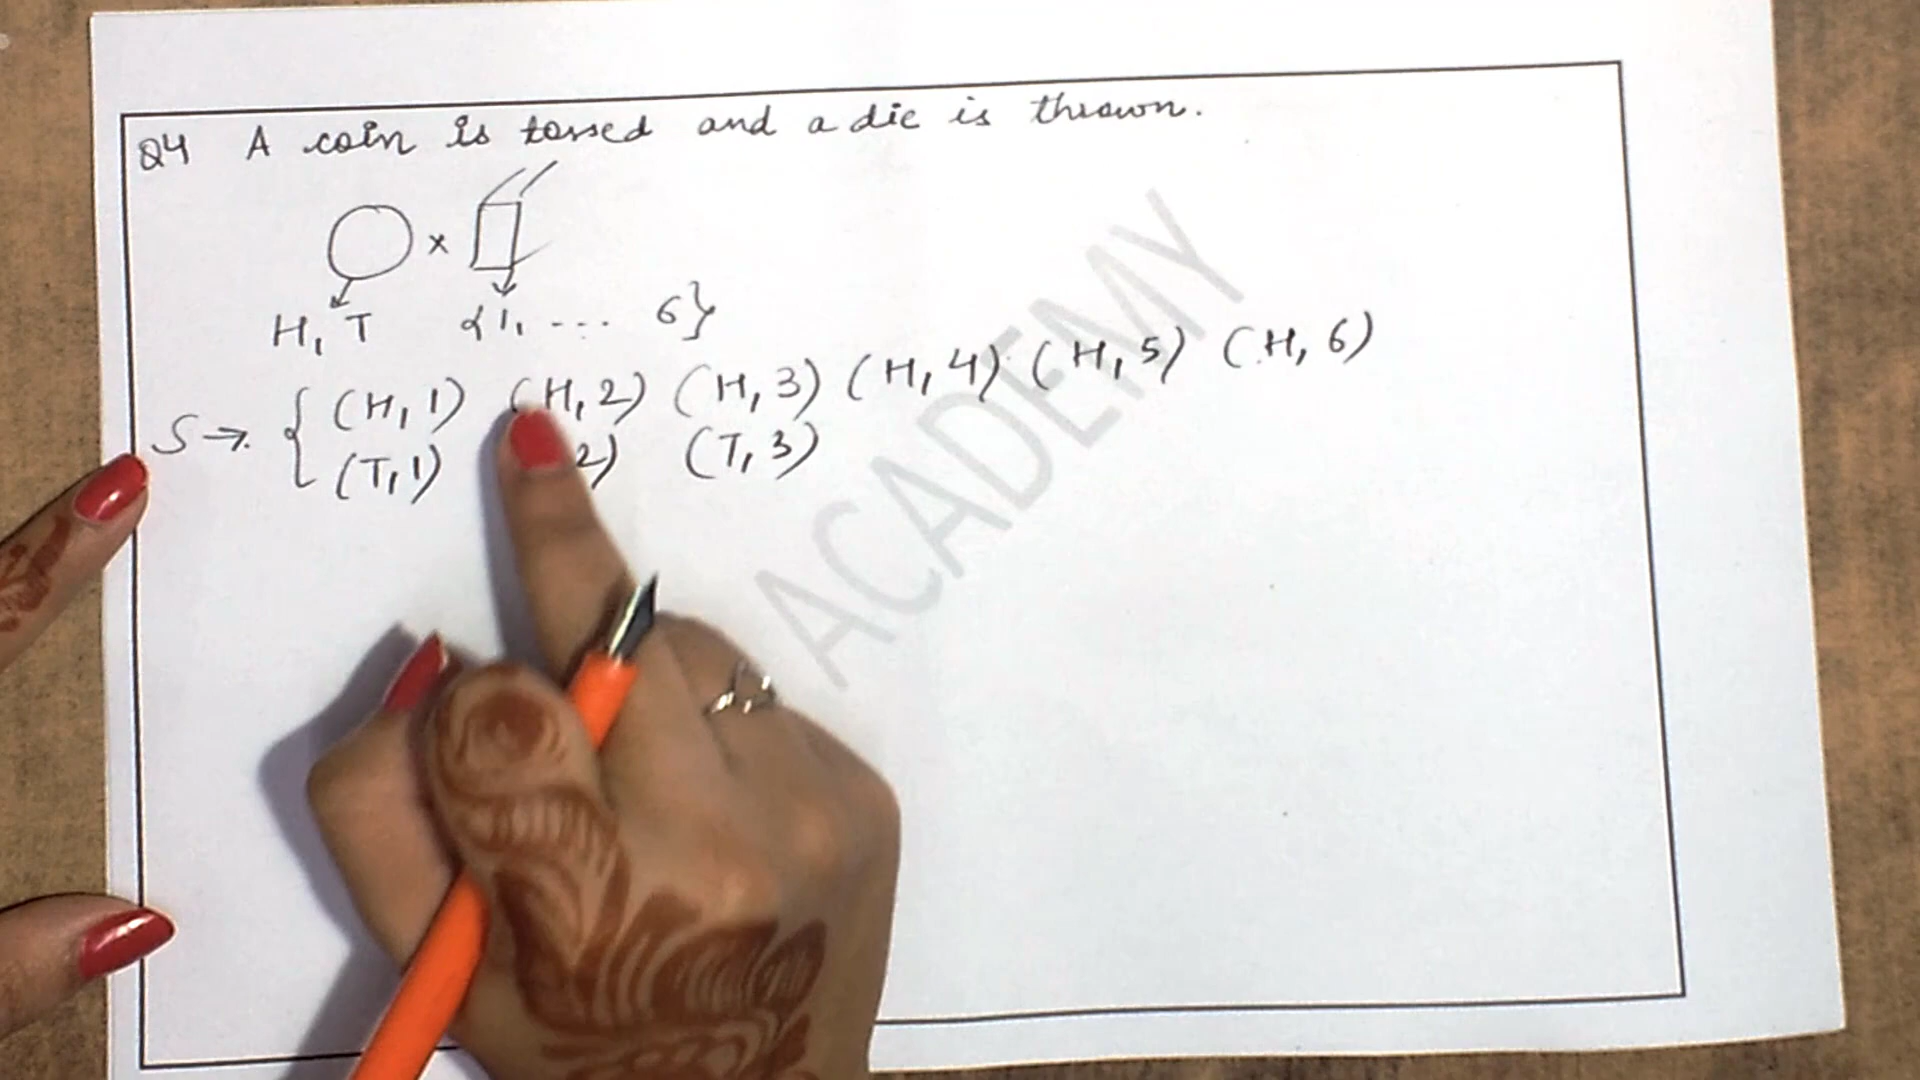 Q4 A coin is tossed and a die is thrown.
×
H, T {1, --- 6}
S → { (H, 1) (H, 2) (H, 3) (H, 4) (H, 5) (H, 6)
(T, 1) 2) (T, 3)
ACADEMY